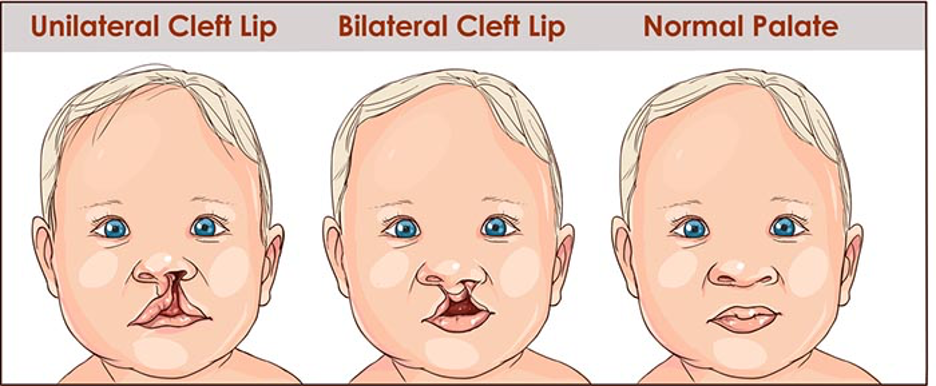 Unilateral Cleft Lip
Bilateral Cleft Lip
Normal Palate